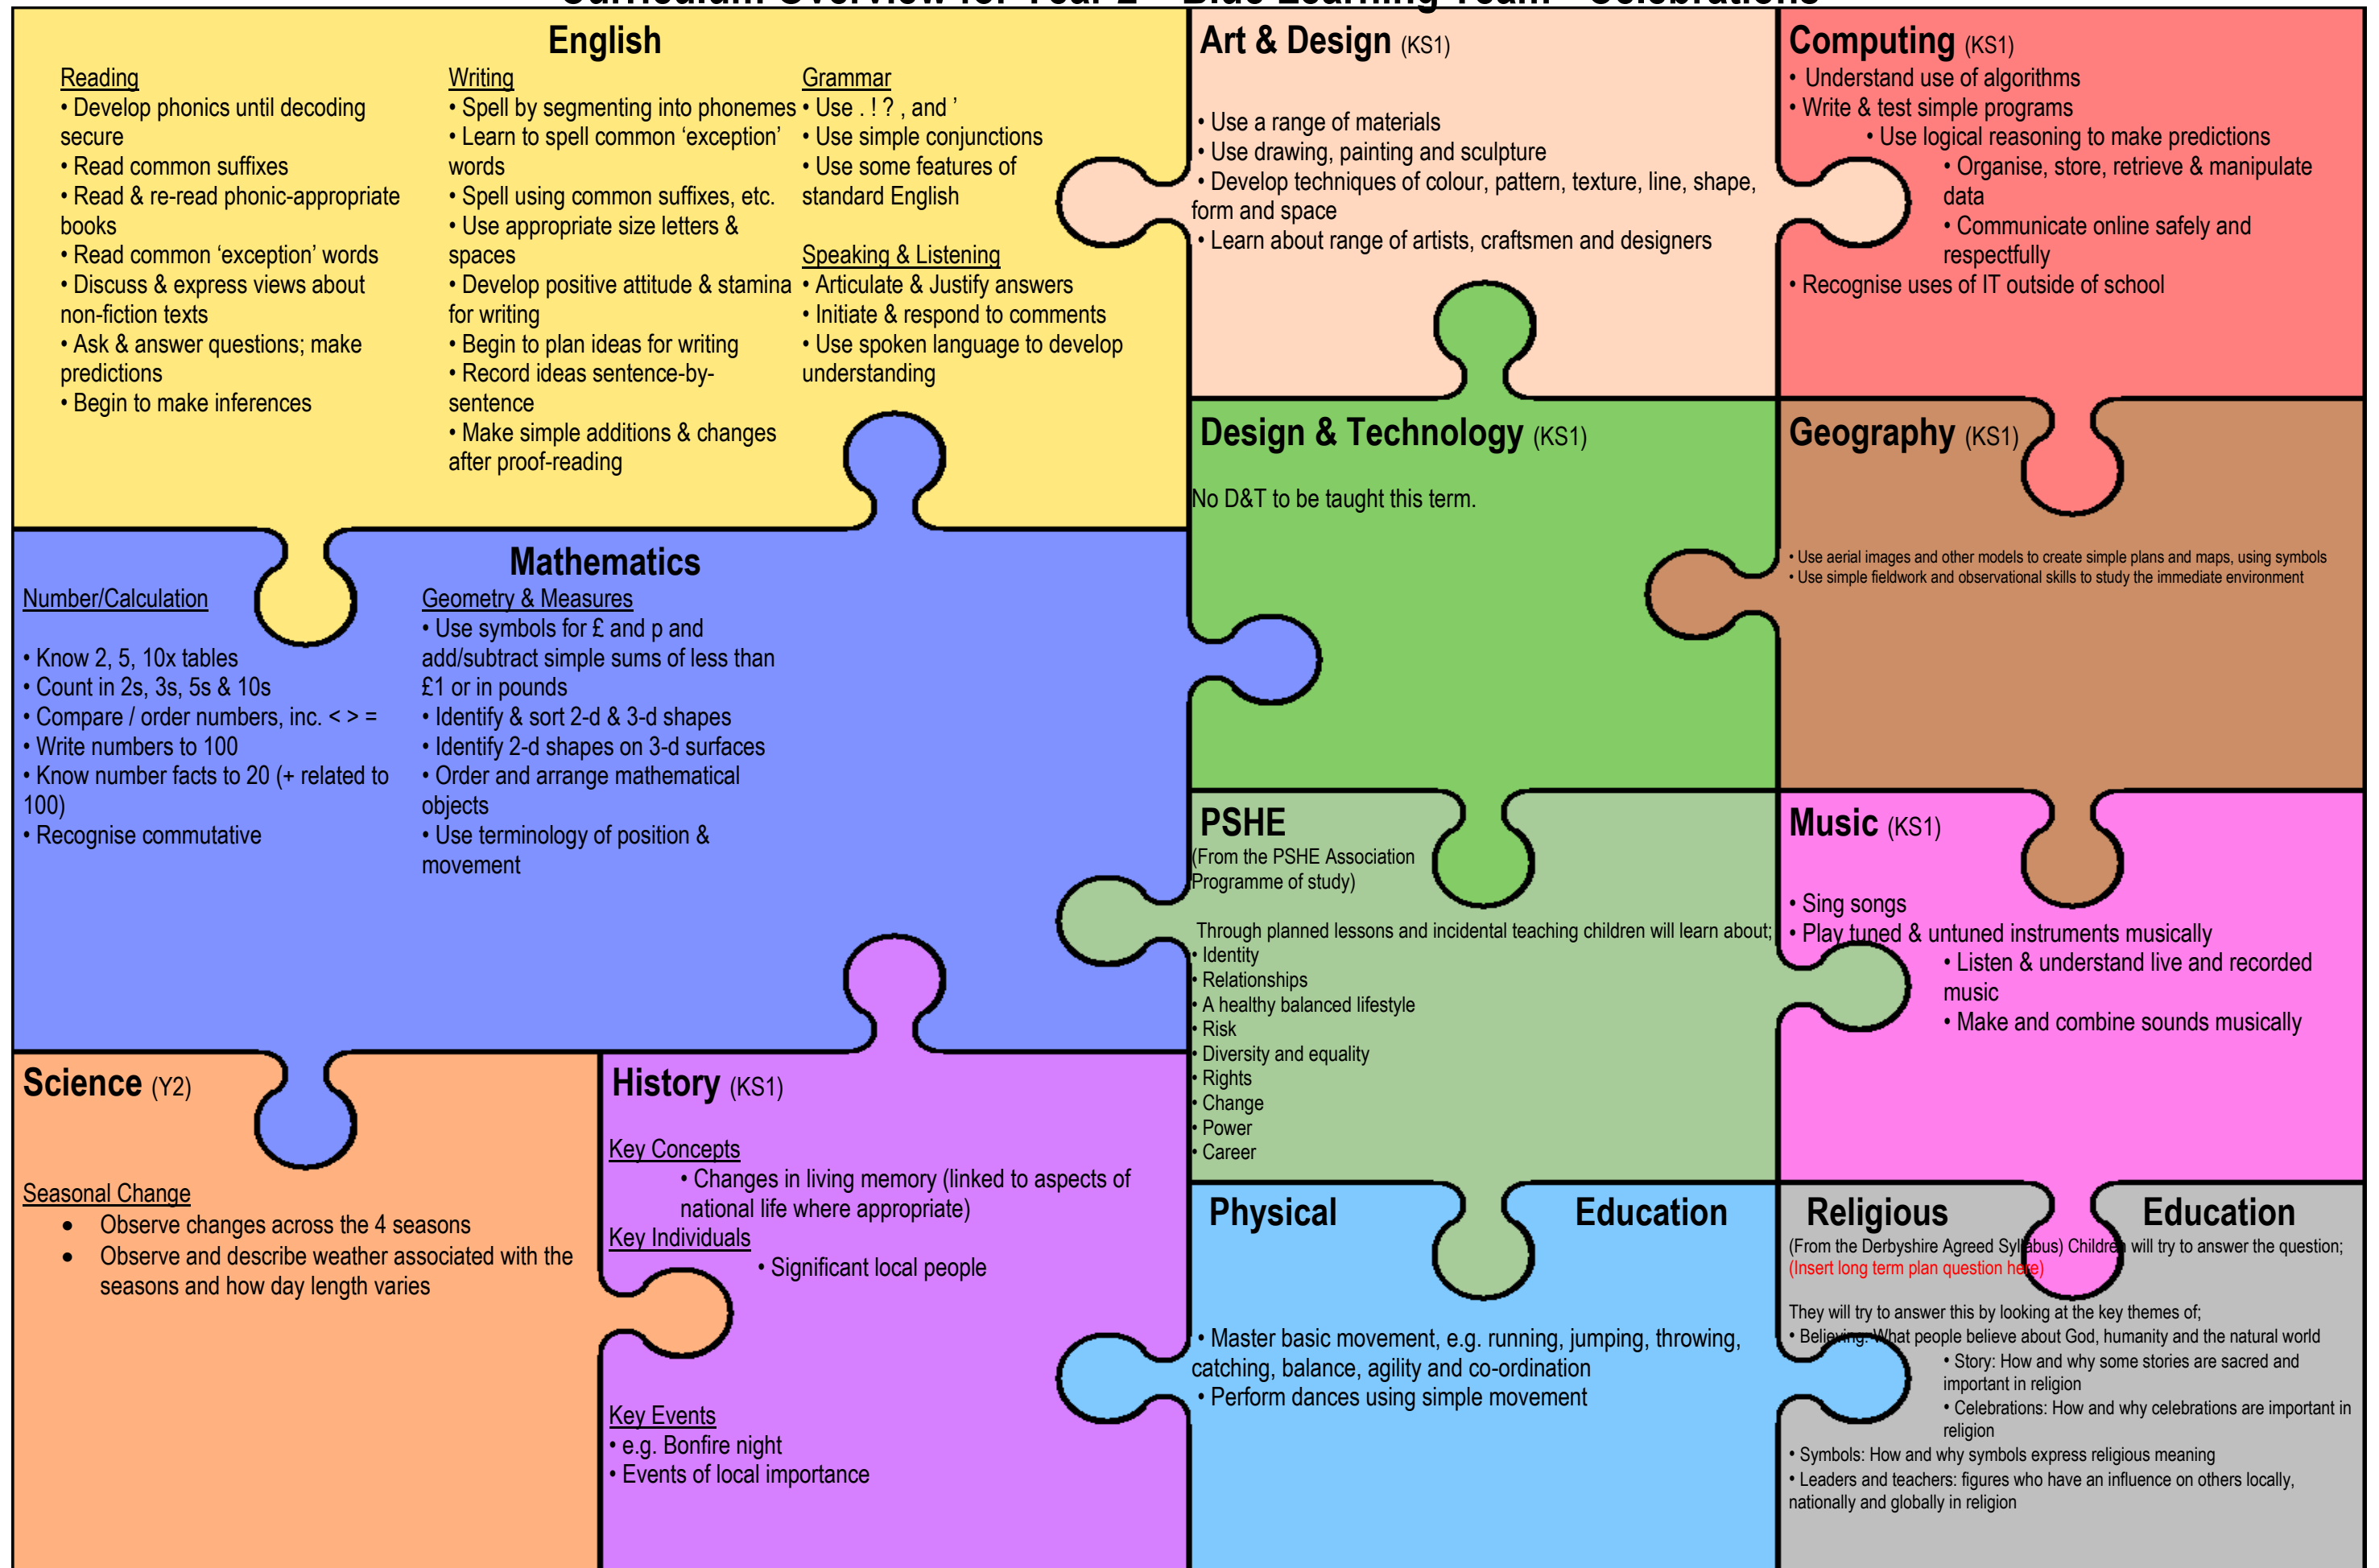 Curriculum Overview for Year 2 – Blue Learning Team - Celebrations
English
Reading
• Develop phonics until decoding
secure
• Read common suffixes
• Read & re-read phonic-appropriate
books
• Read common ‘exception’ words
• Discuss & express views about
non-fiction texts
• Ask & answer questions; make
predictions
• Begin to make inferences
Writing
• Spell by segmenting into phonemes
• Learn to spell common ‘exception’
words
• Spell using common suffixes, etc.
• Use appropriate size letters &
spaces
• Develop positive attitude & stamina
for writing
• Begin to plan ideas for writing
• Record ideas sentence-by-
sentence
• Make simple additions & changes
after proof-reading
Grammar
• Use . ! ? , and ’
• Use simple conjunctions
• Use some features of
standard English
Speaking & Listening
• Articulate & Justify answers
• Initiate & respond to comments
• Use spoken language to develop
understanding
Art & Design (KS1)
• Use a range of materials
• Use drawing, painting and sculpture
• Develop techniques of colour, pattern, texture, line, shape,
form and space
• Learn about range of artists, craftsmen and designers
Computing (KS1)
• Understand use of algorithms
• Write & test simple programs
• Use logical reasoning to make predictions
• Organise, store, retrieve & manipulate
data
• Communicate online safely and
respectfully
• Recognise uses of IT outside of school
Design & Technology (KS1)
No D&T to be taught this term.
Geography (KS1)
• Use aerial images and other models to create simple plans and maps, using symbols
• Use simple fieldwork and observational skills to study the immediate environment
Mathematics
Number/Calculation
• Know 2, 5, 10x tables
• Count in 2s, 3s, 5s & 10s
• Compare / order numbers, inc. < > =
• Write numbers to 100
• Know number facts to 20 (+ related to
100)
• Recognise commutative
Geometry & Measures
• Use symbols for £ and p and
add/subtract simple sums of less than
£1 or in pounds
• Identify & sort 2-d & 3-d shapes
• Identify 2-d shapes on 3-d surfaces
• Order and arrange mathematical
objects
• Use terminology of position &
movement
PSHE
(From the PSHE Association
Programme of study)
Through planned lessons and incidental teaching children will learn about;
• Identity
• Relationships
• A healthy balanced lifestyle
• Risk
• Diversity and equality
• Rights
• Change
• Power
• Career
Music (KS1)
• Sing songs
• Play tuned & untuned instruments musically
• Listen & understand live and recorded
music
• Make and combine sounds musically
Science (Y2)
Seasonal Change
● Observe changes across the 4 seasons
● Observe and describe weather associated with the
seasons and how day length varies
History (KS1)
Key Concepts
• Changes in living memory (linked to aspects of
national life where appropriate)
Key Individuals
• Significant local people
Key Events
• e.g. Bonfire night
• Events of local importance
Physical Education
• Master basic movement, e.g. running, jumping, throwing,
catching, balance, agility and co-ordination
• Perform dances using simple movement
Religious Education
(From the Derbyshire Agreed Syllabus) Children will try to answer the question;
(Insert long term plan question here)
They will try to answer this by looking at the key themes of;
• Believing: What people believe about God, humanity and the natural world
• Story: How and why some stories are sacred and
important in religion
• Celebrations: How and why celebrations are important in
religion
• Symbols: How and why symbols express religious meaning
• Leaders and teachers: figures who have an influence on others locally,
nationally and globally in religion